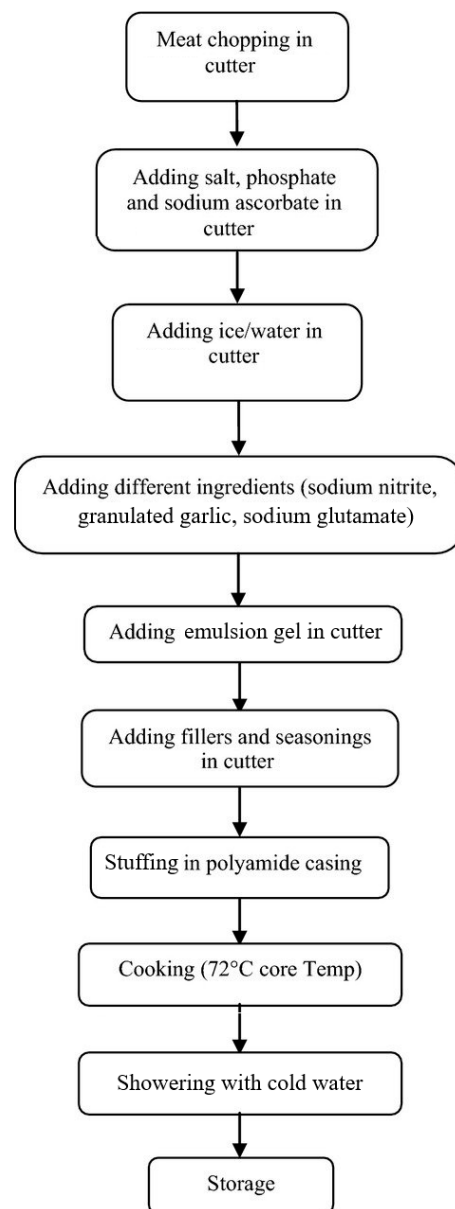 Meat chopping in
cutter
Adding salt, phosphate
and sodium ascorbate in
cutter
Adding ice/water in
cutter
Adding different ingredients (sodium nitrite,
granulated garlic, sodium glutamate)
Adding emulsion gel in cutter
Adding fillers and seasonings
in cutter
Stuffing in polyamide casing
Cooking (72°C core Temp)
Showering with cold water
Storage